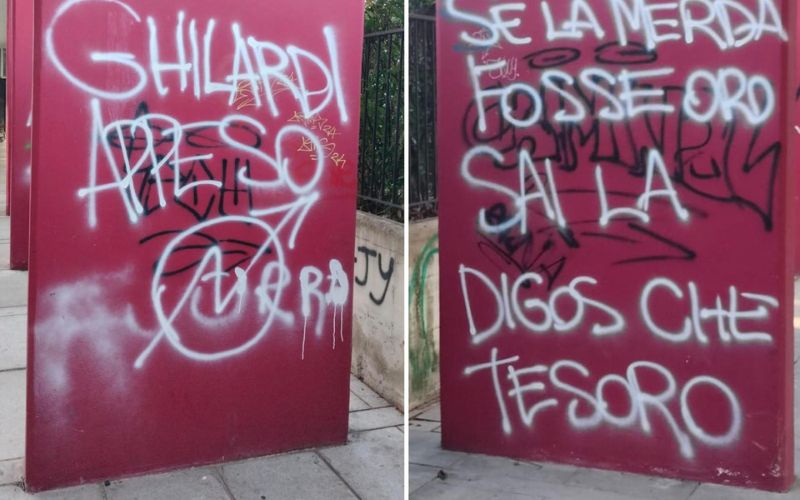 GHILARDI
APPESO
SE LA MERDA
FOSSE ORO
SAI LA
DIGOS CHE
TESORO